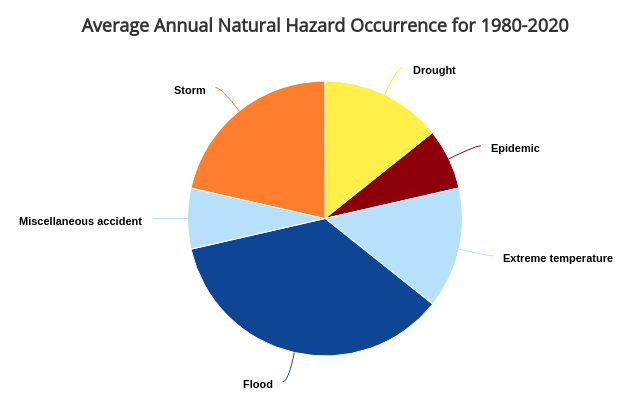 Average Annual Natural Hazard Occurrence for 1980-2020
Drought
Storm
Epidemic
Miscellaneous accident
Extreme temperature
Flood